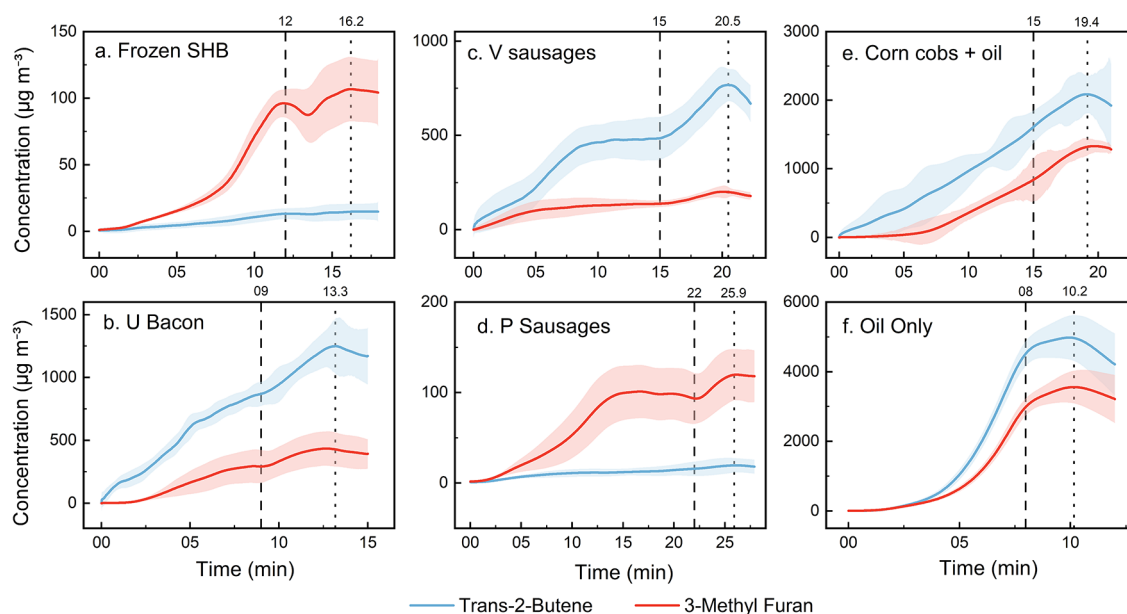 12 16.2
15 20.5
15 19.4
a. Frozen SHB
c. V sausages
e. Corn cobs + oil
Concentration (µg m⁻³)
150
100
50
0
00 05 10 15
1000
500
0
00 05 10 15 20
3000
2000
1000
0
00 05 10 15 20
09 13.3
22 25.9
08 10.2
b. U Bacon
d. P Sausages
f. Oil Only
Concentration (µg m⁻³)
1500
1000
500
0
00 05 10 15
200
100
0
00 05 10 15 20 25
6000
4000
2000
0
00 05 10
Time (min)
Time (min)
Time (min)
Trans-2-Butene
3-Methyl Furan